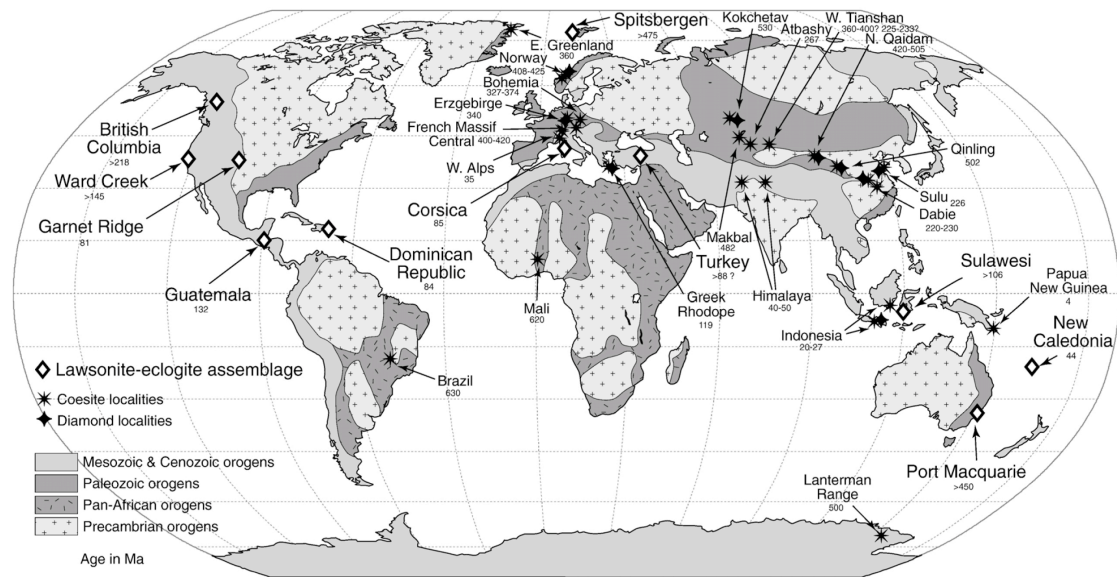 Spitsbergen
>475
Kokchetav
530
Atbashy
267
W. Tianshan
360-400? 225-233?
N. Qaidam
420-505
E. Greenland
360
Norway
408-425
Bohemia
327-374
Erzgebirge
340
French Massif
Central 400-420
W. Alps
35
Corsica
85
British
Columbia
>218
Ward Creek
>145
Garnet Ridge
81
Guatemala
132
Dominican
Republic
84
Mali
620
Brazil
630
Greek
Rhodope
119
Makbal
482
Turkey
>88 ?
Himalaya
40-50
Qinling
502
Sulu 226
Dabie
220-230
Sulawesi
>106
Papua
New Guinea
4
Indonesia
20-27
New
Caledonia
44
Port Macquarie
>450
Lanterman
Range
500
Lawsonite-eclogite assemblage
Coesite localities
Diamond localities
Mesozoic & Cenozoic orogens
Paleozoic orogens
Pan-African orogens
Precambrian orogens
Age in Ma